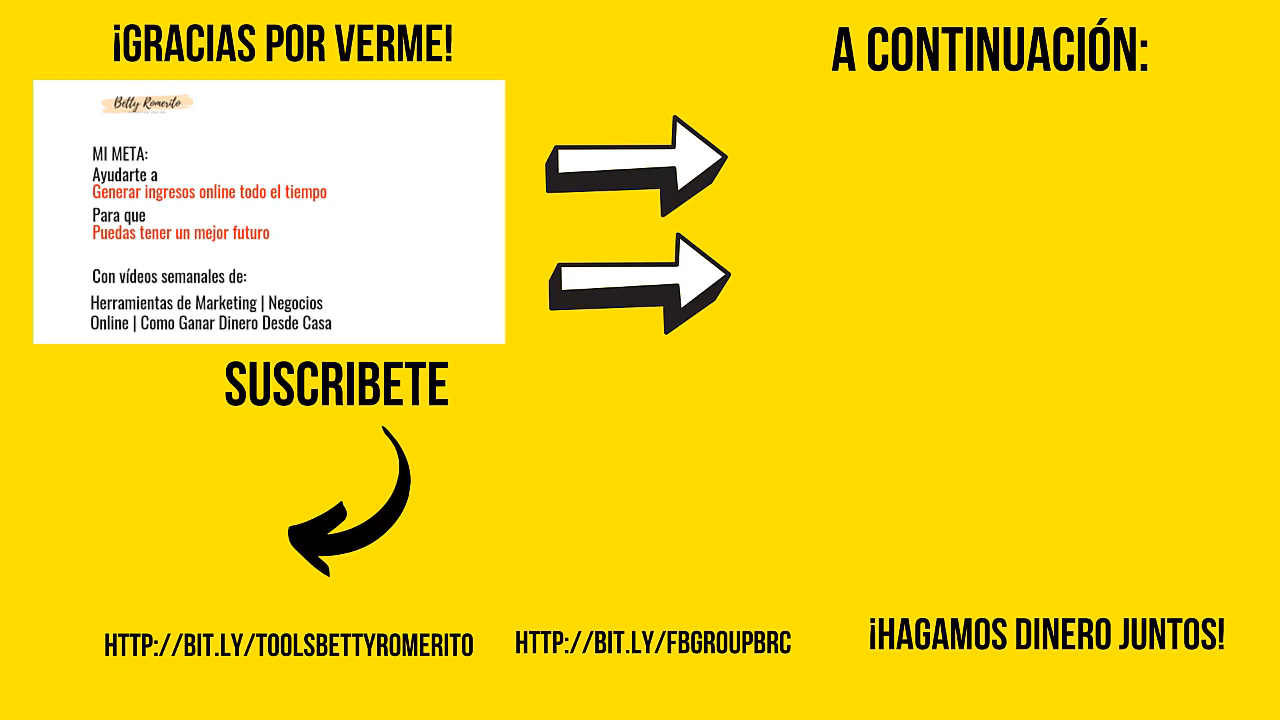 ¡GRACIAS POR VERME!
A CONTINUACIÓN:
Betty Romerito
MI META:
Ayudarte a
Generar ingresos online todo el tiempo
Para que
Puedas tener un mejor futuro
Con vídeos semanales de:
Herramientas de Marketing | Negocios
Online | Como Ganar Dinero Desde Casa
SUSCRIBETE
HTTP://BIT.LY/TOOLSBETTYROMERITO
HTTP://BIT.LY/FBGROUPBRC
¡HAGAMOS DINERO JUNTOS!